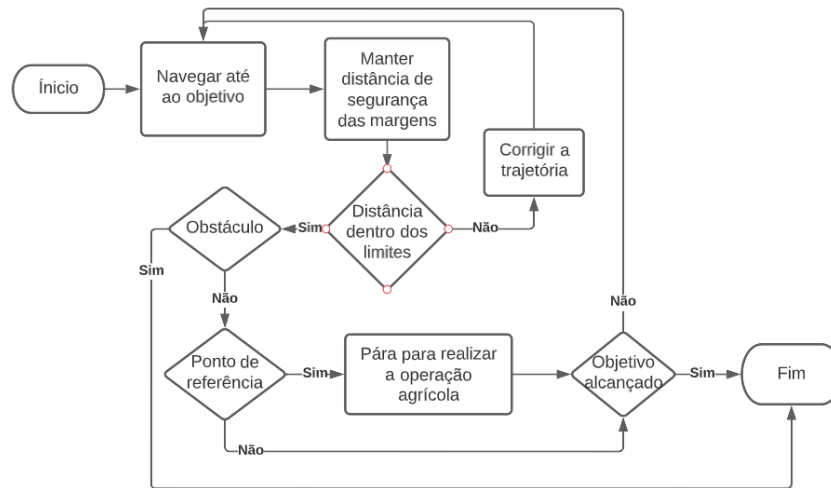 Ínicio
Navegar até
ao objetivo
Manter
distância de
segurança
das margens
Corrigir a
trajetória
Distância
dentro dos
limites
Não
Sim
Obstáculo
Sim
Não
Ponto de
referência
Sim
Pára para realizar
a operação
agrícola
Objetivo
alcançado
Não
Sim
Fim
Não